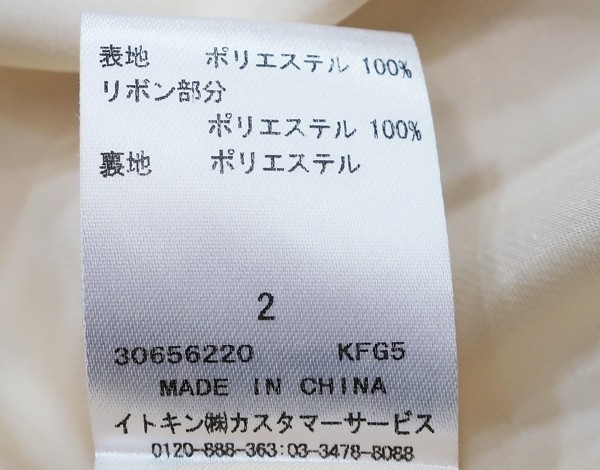 表地 ポリエステル 100%
リボン部分
ポリエステル 100%
裏地 ポリエステル
2
30656220 KFG5
MADE IN CHINA
イトキン㈱カスタマーサービス
0120-888-363:03-3478-8088